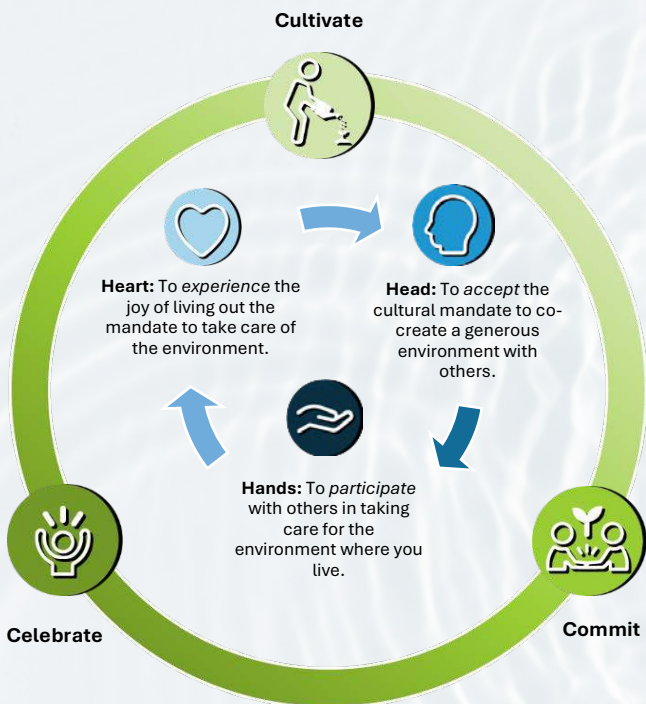 Cultivate
Heart: To experience the
joy of living out the
mandate to take care of
the environment.
Head: To accept the
cultural mandate to co-
create a generous
environment with
others.
Hands: To participate
with others in taking
care for the
environment where you
live.
Celebrate
Commit